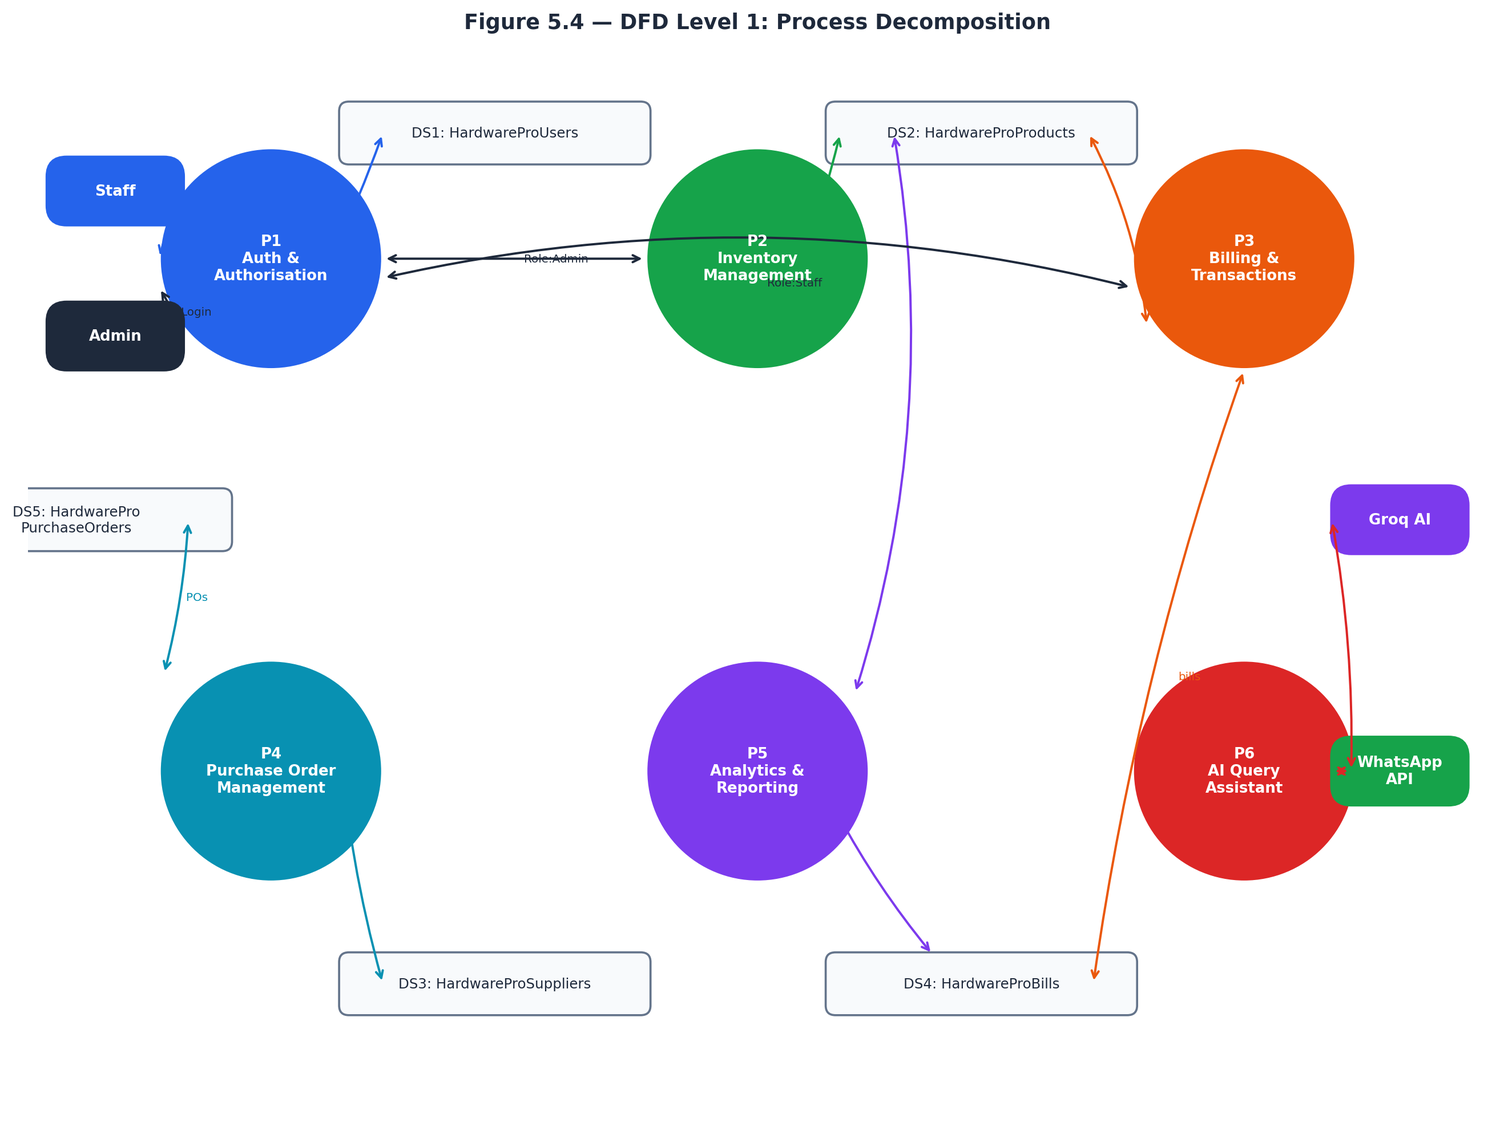 Figure 5.4 — DFD Level 1: Process Decomposition
DS1: HardwareProUsers
DS2: HardwareProProducts
Staff
P1
Auth &
Authorisation
P2
Inventory
Management
P3
Billing &
Transactions
Role:Admin
Role:Staff
Login
Admin
DS5: HardwarePro
PurchaseOrders
Groq AI
POs
bills
P4
Purchase Order
Management
P5
Analytics &
Reporting
P6
AI Query
Assistant
WhatsApp
API
DS3: HardwareProSuppliers
DS4: HardwareProBills